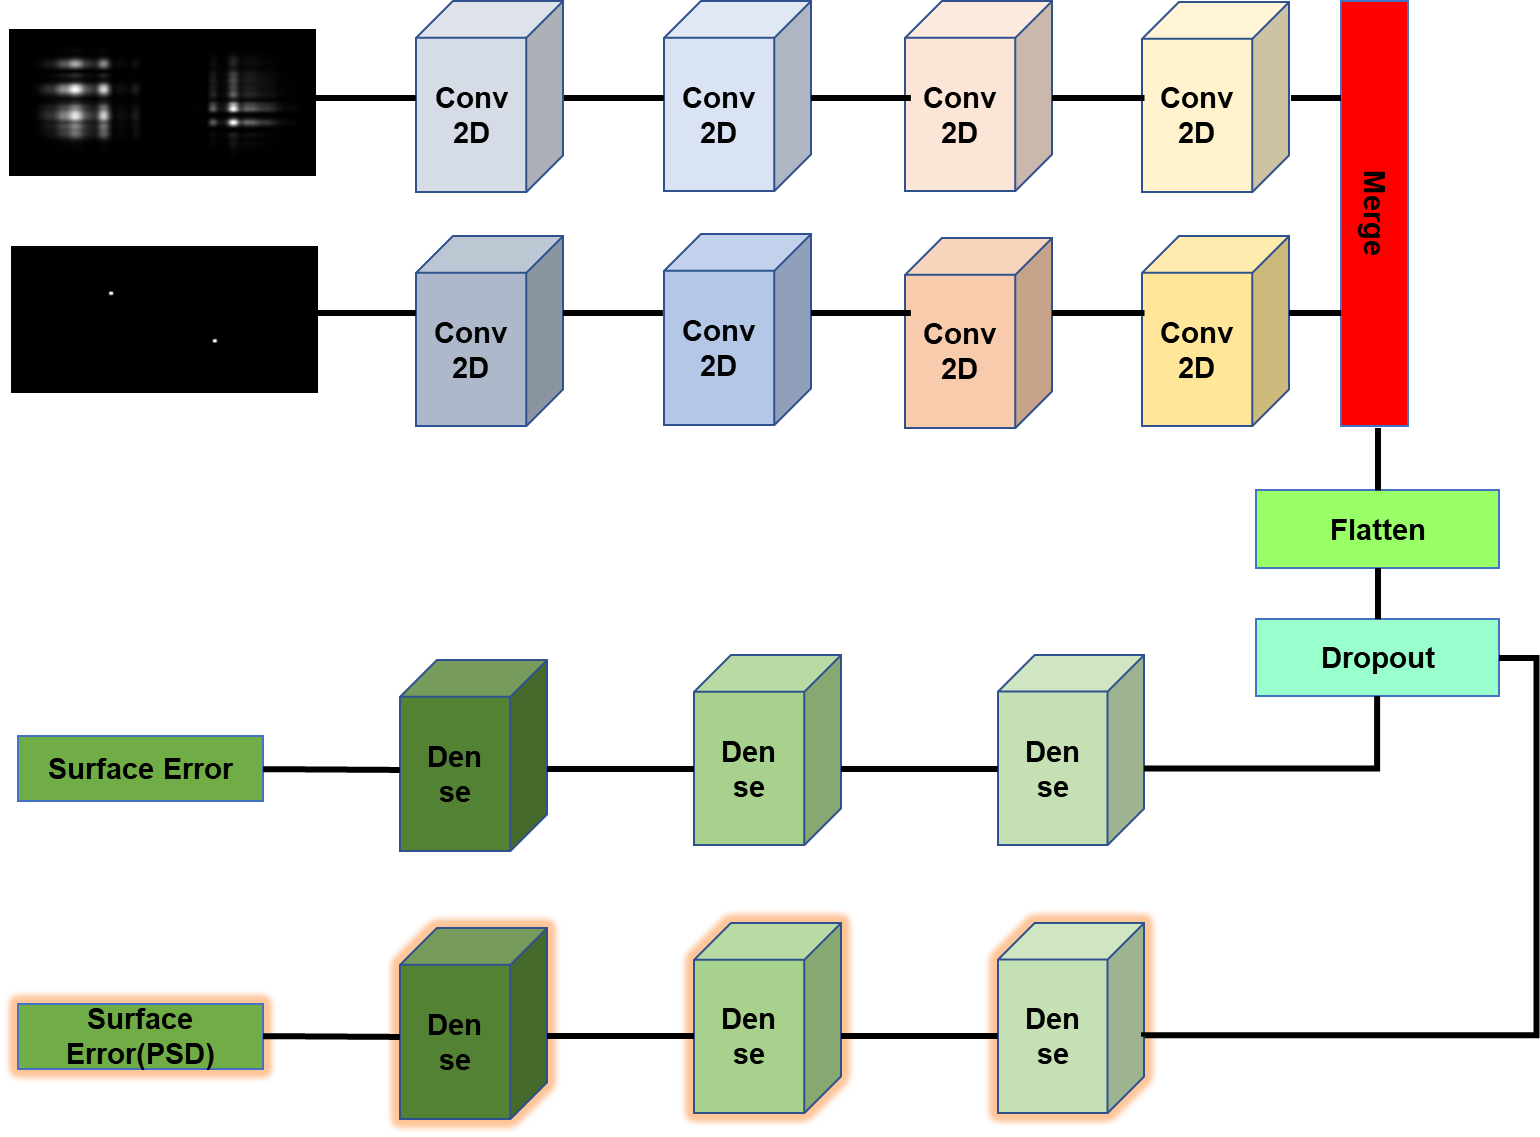 Conv
2D
Conv
2D
Conv
2D
Conv
2D
Merge
Conv
2D
Conv
2D
Conv
2D
Conv
2D
Flatten
Dropout
Surface Error
Den
se
Den
se
Den
se
Surface
Error(PSD)
Den
se
Den
se
Den
se